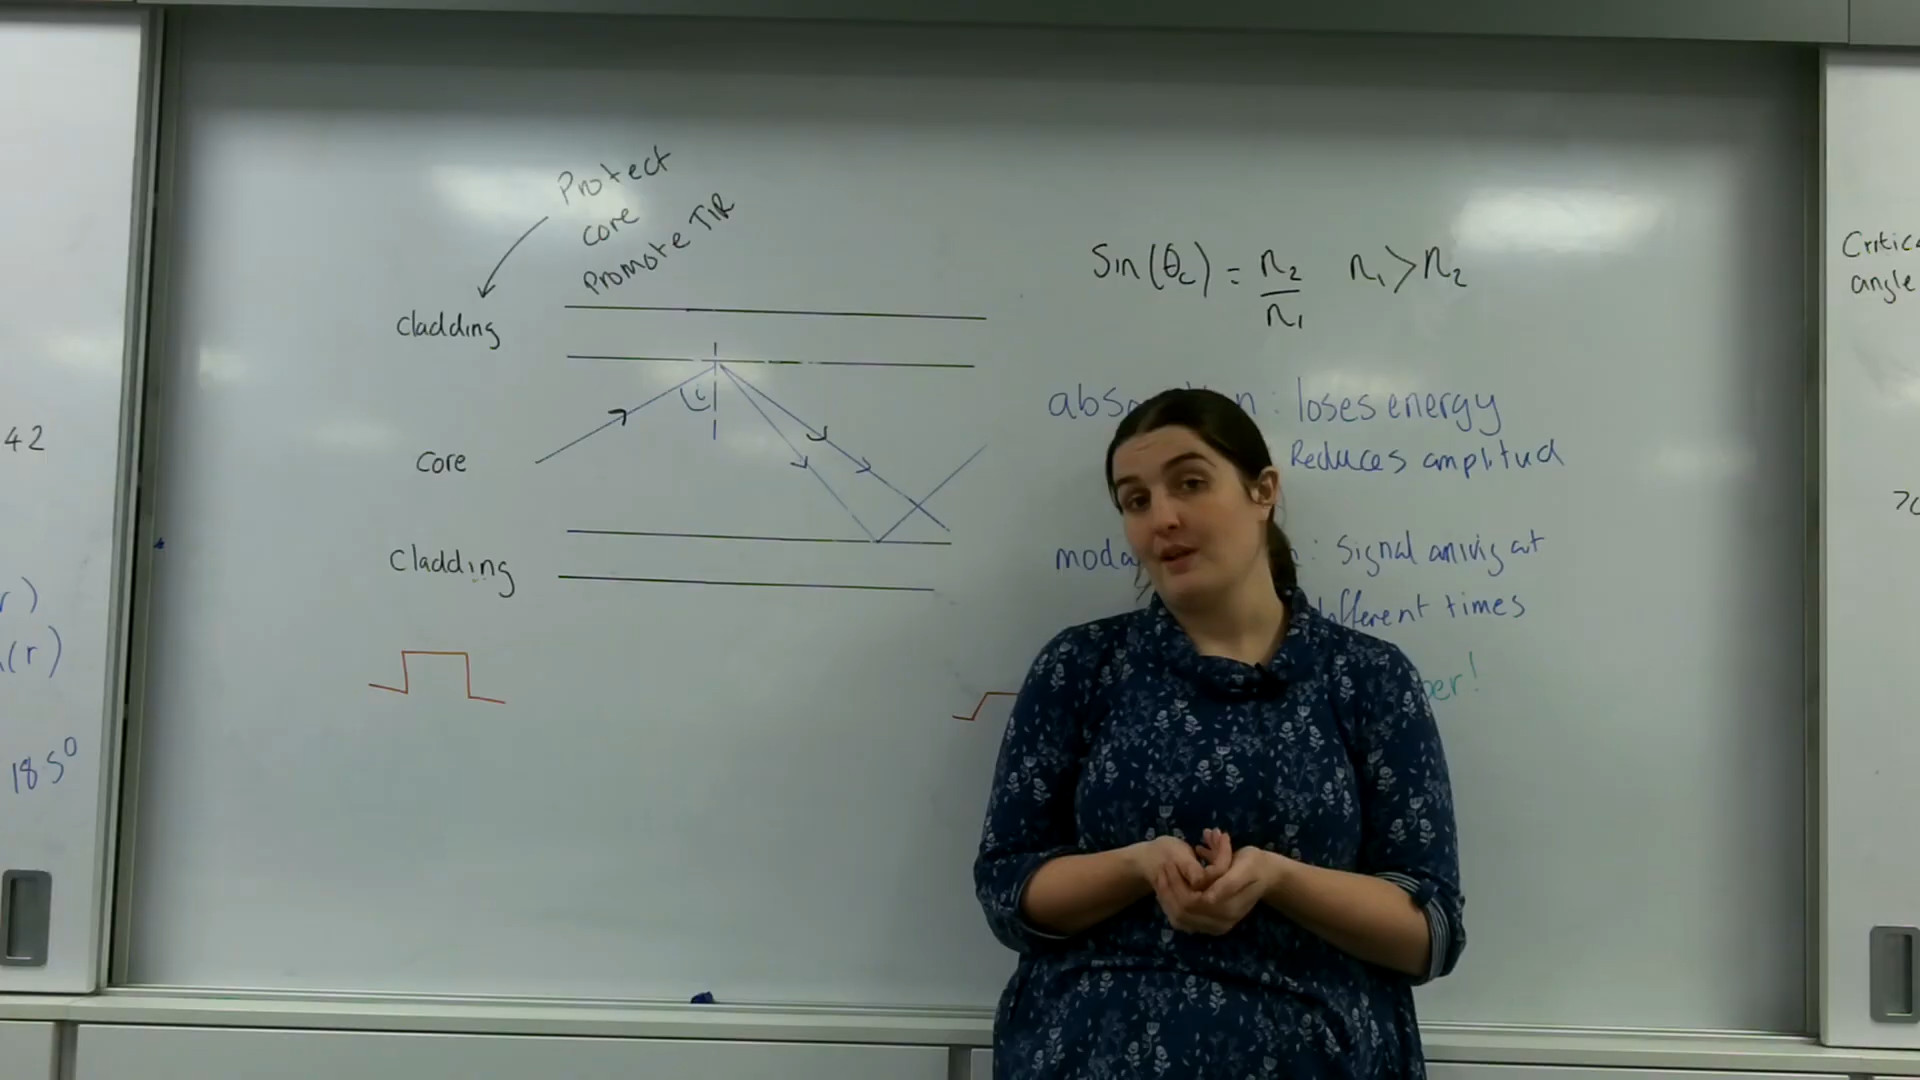 42
r)
(r)
185°
Protect
core
Promote TIR
Cladding
Core
Cladding
i
Sin(θc) = n2/n1 n1 > n2
: loses energy
Reduces amplitud
: Signal arrivig at
different times
Critic
angle